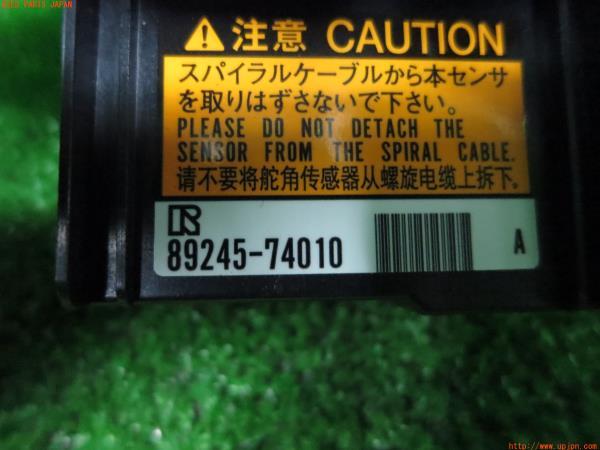 USED PARTS JAPAN
注意 CAUTION
スパイラルケーブルから本センサ
を取りはずさないで下さい。
PLEASE DO NOT DETACH THE
SENSOR FROM THE SPIRAL CABLE.
请不要将舵角传感器从螺旋电缆上拆下.
R
89245-74010
A
http://www.upjpn.com/